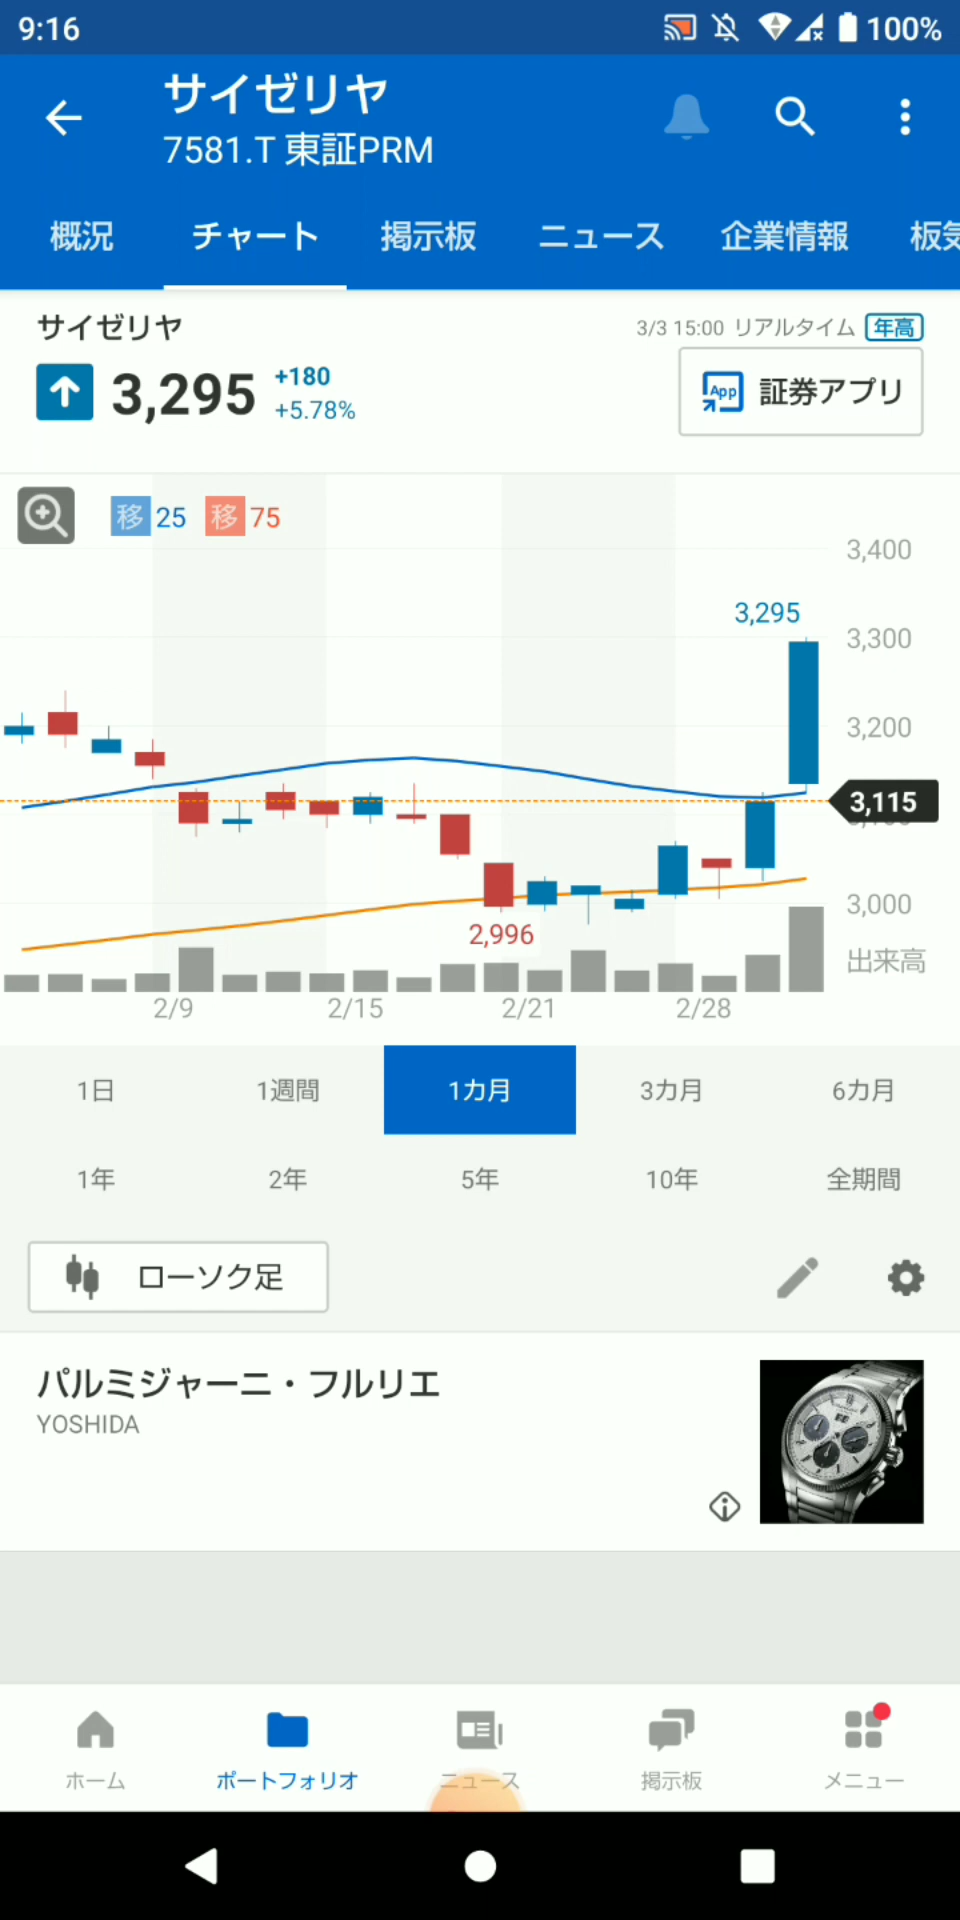 9:16
100%
サイゼリヤ
7581.T 東証PRM
概況 チャート 掲示板 ニュース 企業情報 板気
サイゼリヤ
3/3 15:00 リアルタイム 年高
3,295 +180
+5.78%
App 証券アプリ
移 25 移 75
3,400
3,295
3,300
3,200
3,115
3,000
2,996
出来高
2/9 2/15 2/21 2/28
1日 1週間 1カ月 3カ月 6カ月
1年 2年 5年 10年 全期間
ローソク足
パルミジャーニ・フルリエ
YOSHIDA
ホーム ポートフォリオ ニュース 掲示板 メニュー